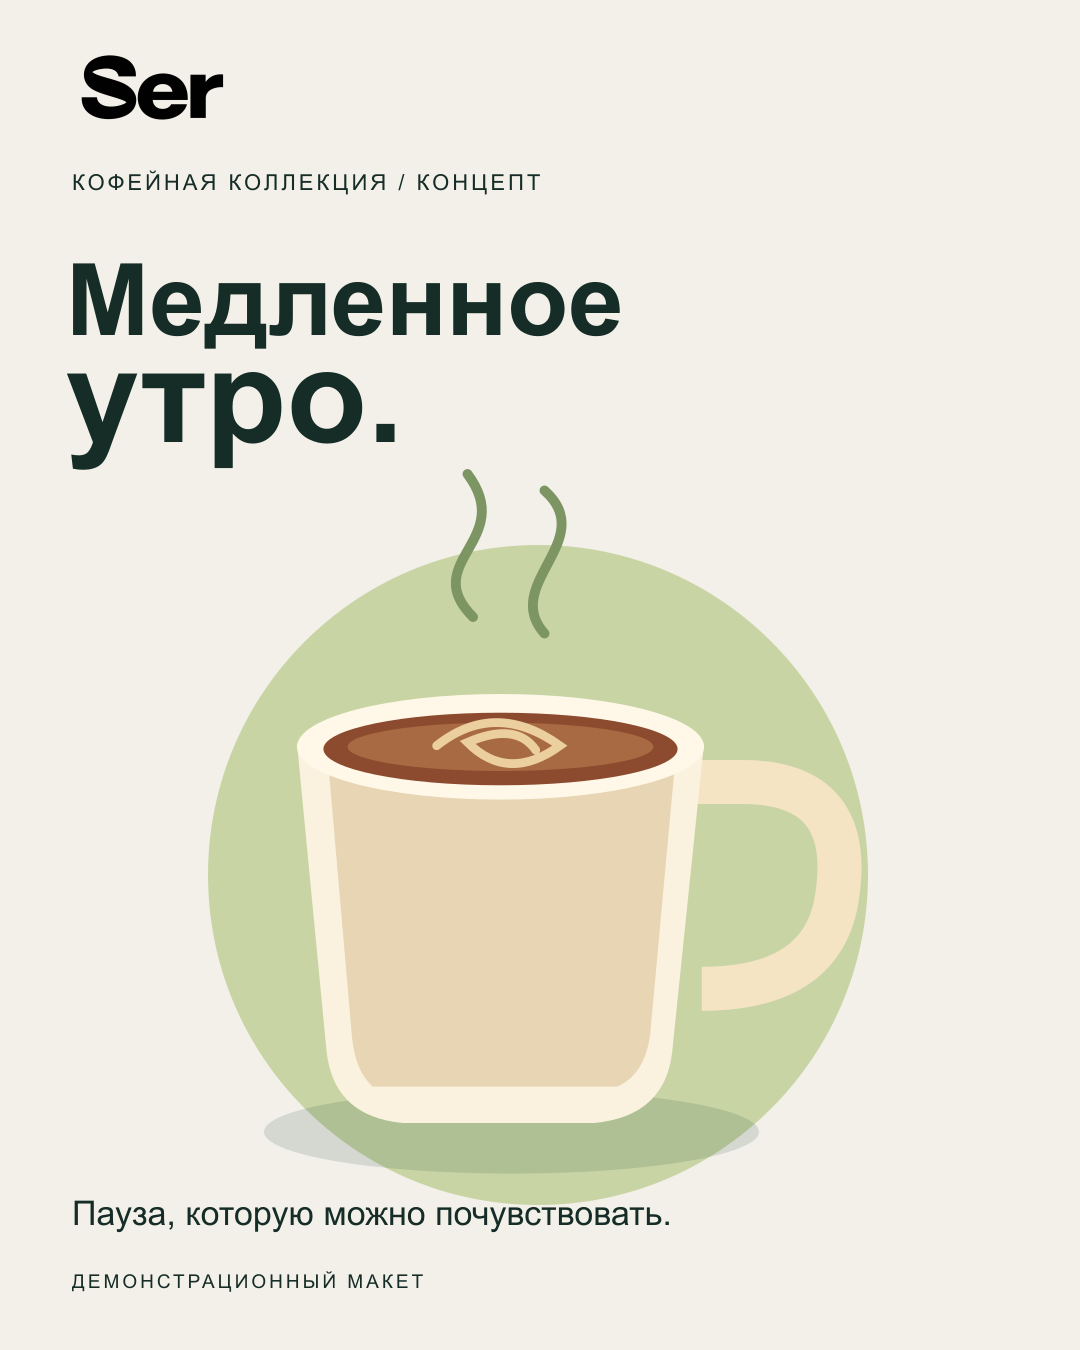 Ser
КОФЕЙНАЯ КОЛЛЕКЦИЯ / КОНЦЕПТ
Медленное
утро.
Пауза, которую можно почувствовать.
ДЕМОНСТРАЦИОННЫЙ МАКЕТ